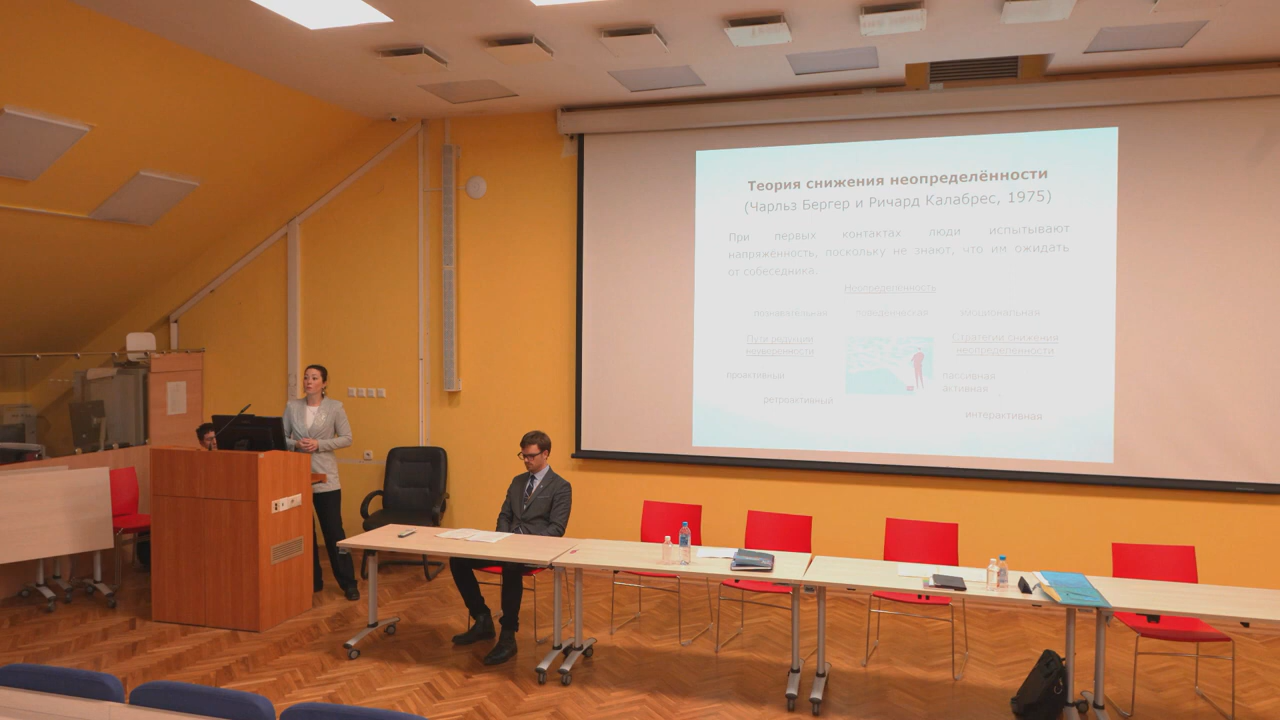 Теория снижения неопределённости
(Чарльз Бергер и Ричард Калабрес, 1975)
При первых контактах люди испытывают
напряжённость, поскольку не знают, что им ожидать
от собеседника.
Неопределённость
познавательная поведенческая эмоциональная
Пути редукции
неуверенности
Стратегии снижения
неопределённости
проактивный
ретроактивный
пассивная
активная
интерактивная